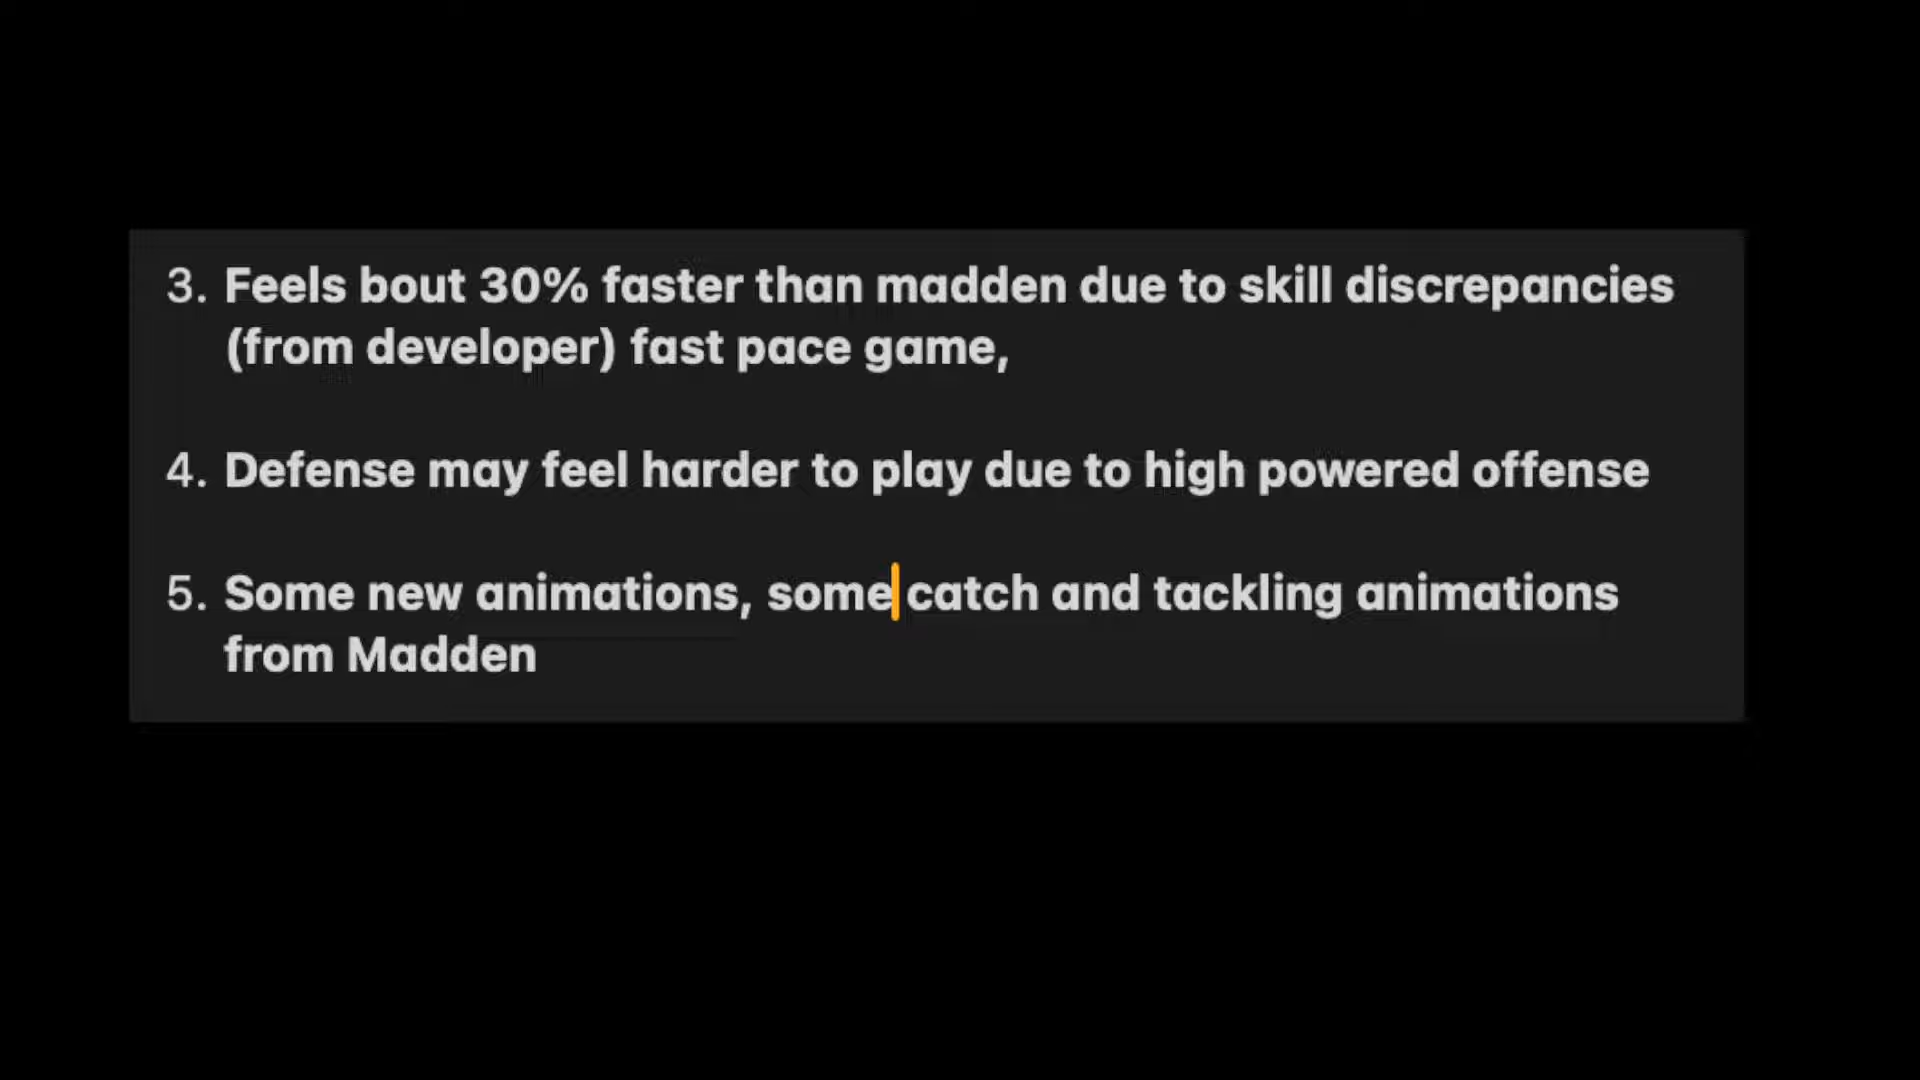 3. Feels bout 30% faster than madden due to skill discrepancies
(from developer) fast pace game,
4. Defense may feel harder to play due to high powered offense
5. Some new animations, some catch and tackling animations
from Madden